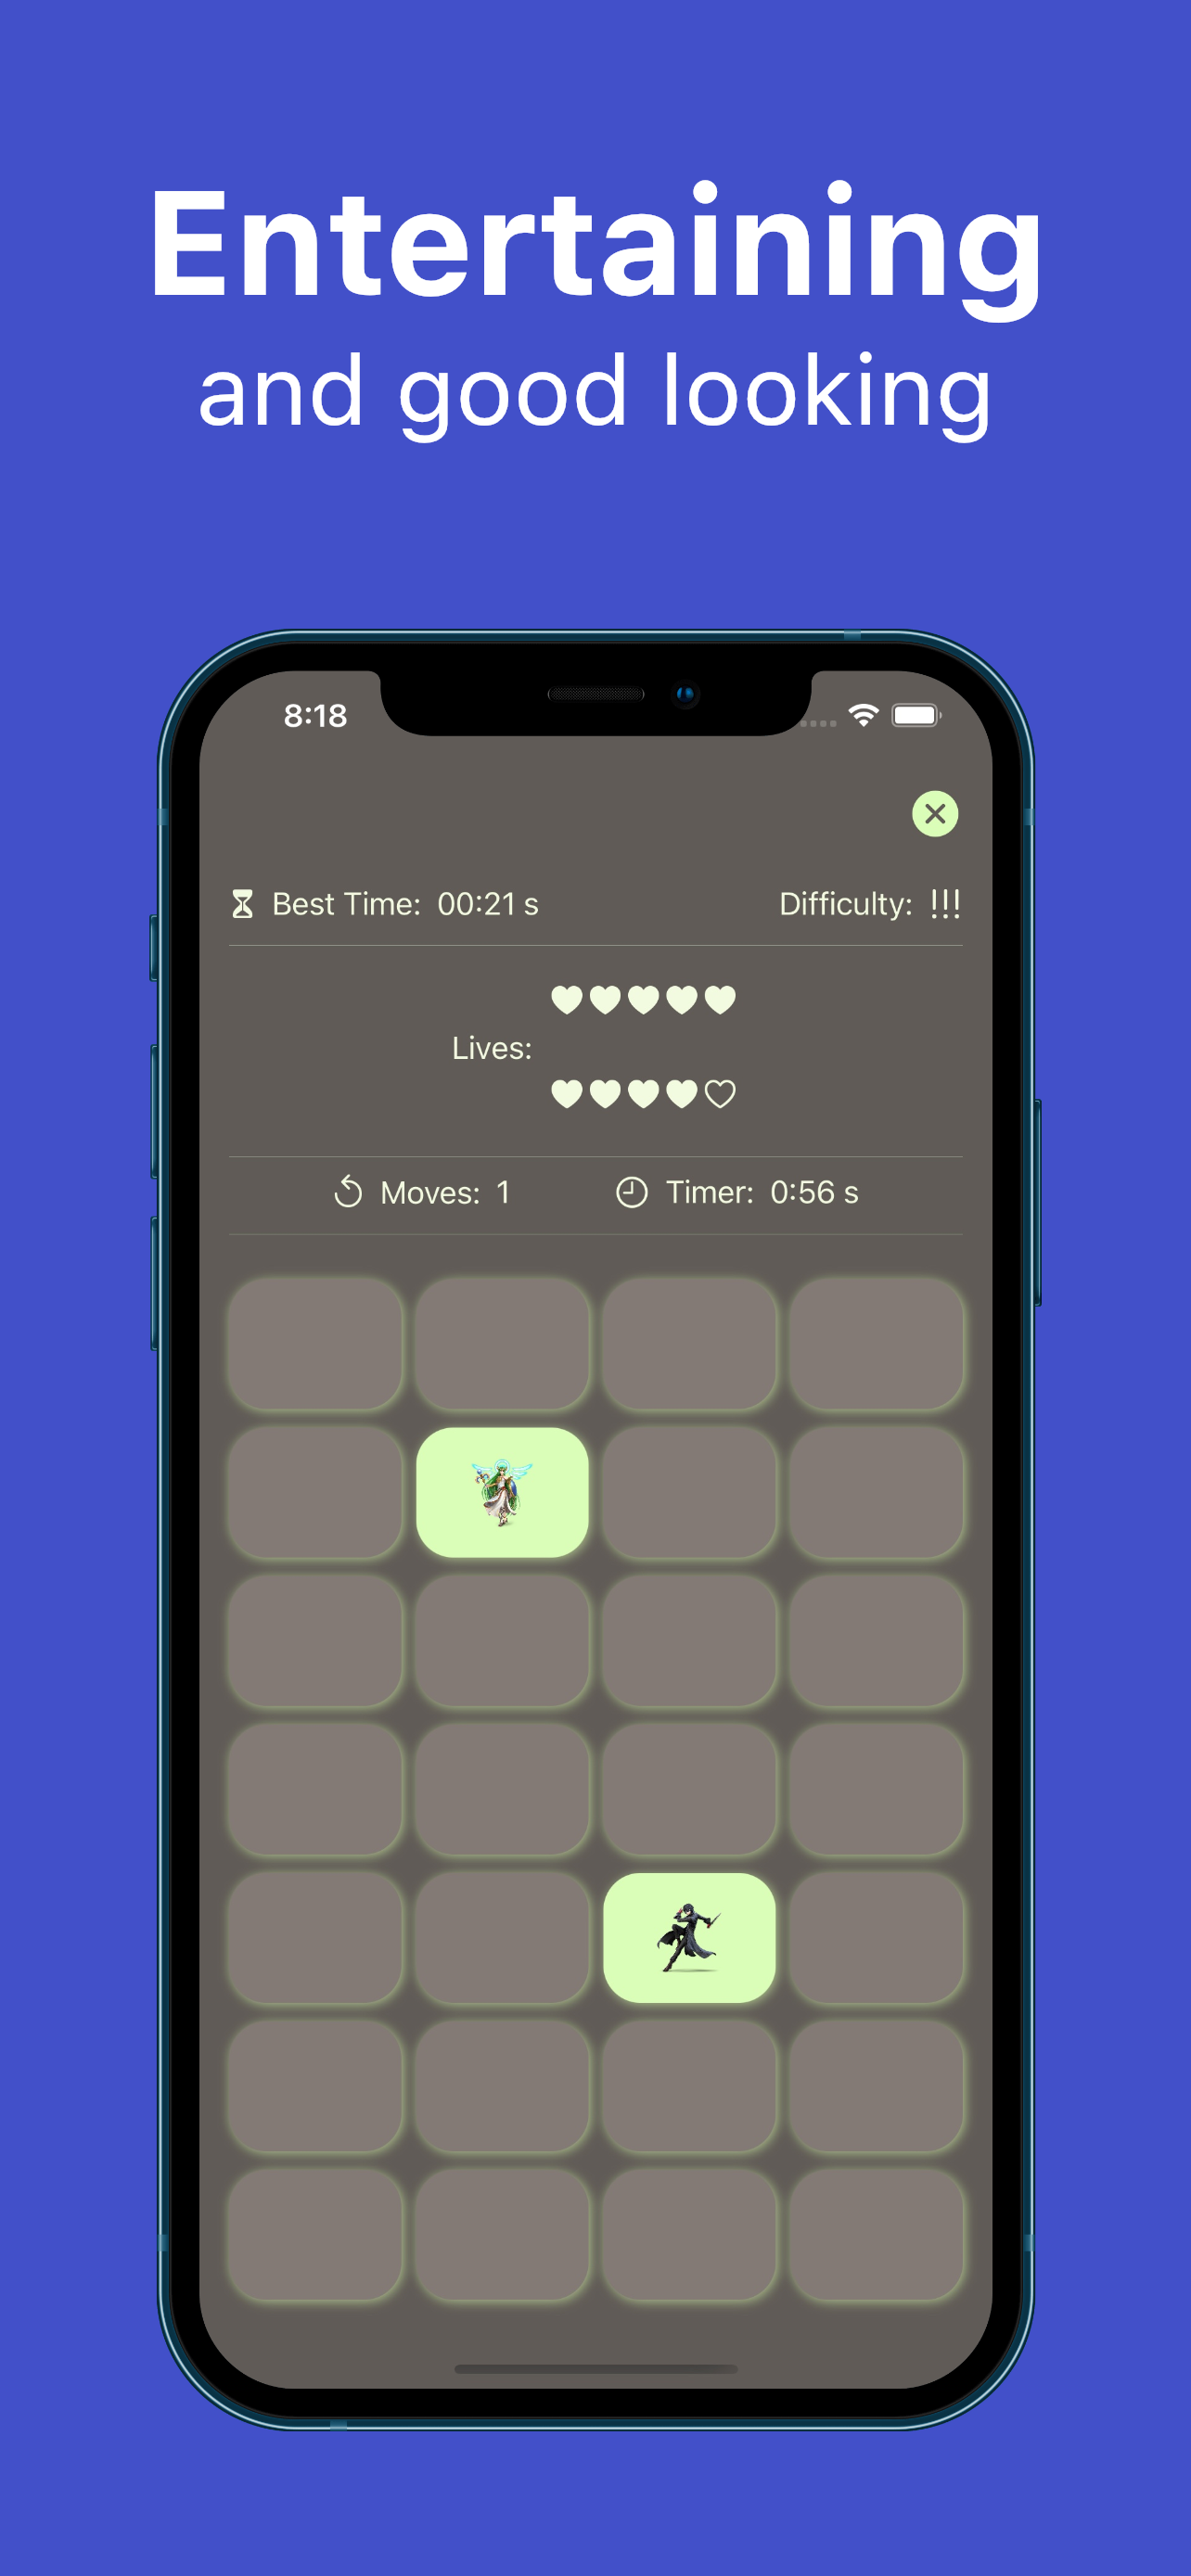 Entertaining
and good looking
8:18
Best Time: 00:21 s
Difficulty: !!!
Lives:
Moves: 1
Timer: 0:56 s